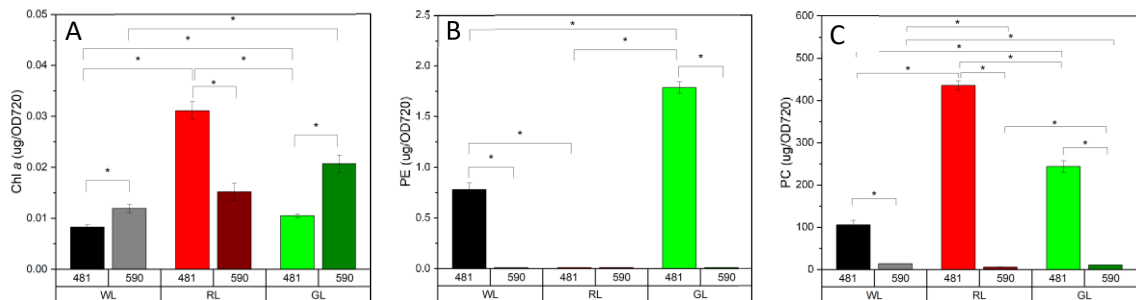 A
Chl a (ug/OD720)
0.05
0.04
0.03
0.02
0.01
0.00
* * * * * * * *
481 590 481 590 481 590
WL RL GL
B
PE (ug/OD720)
2.5
2.0
1.5
1.0
0.5
0.0
* * * * *
481 590 481 590 481 590
WL RL GL
C
PC (ug/OD720)
600
500
400
300
200
100
0
* * * * * * * * *
481 590 481 590 481 590
WL RL GL